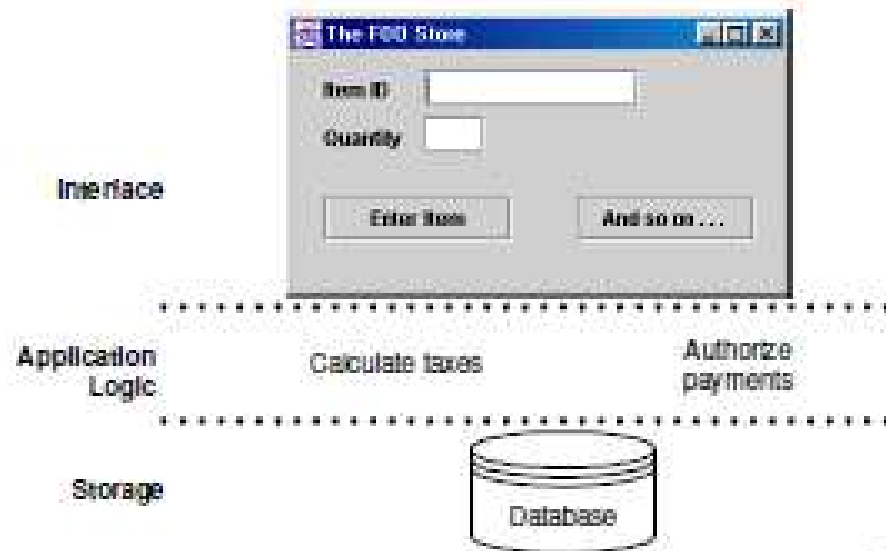 The FOO Store
Item ID
Quantity
Interface
Enter Item
And so on . . .
Application
Logic
Calculate taxes
Authorize
payments
Storage
Database